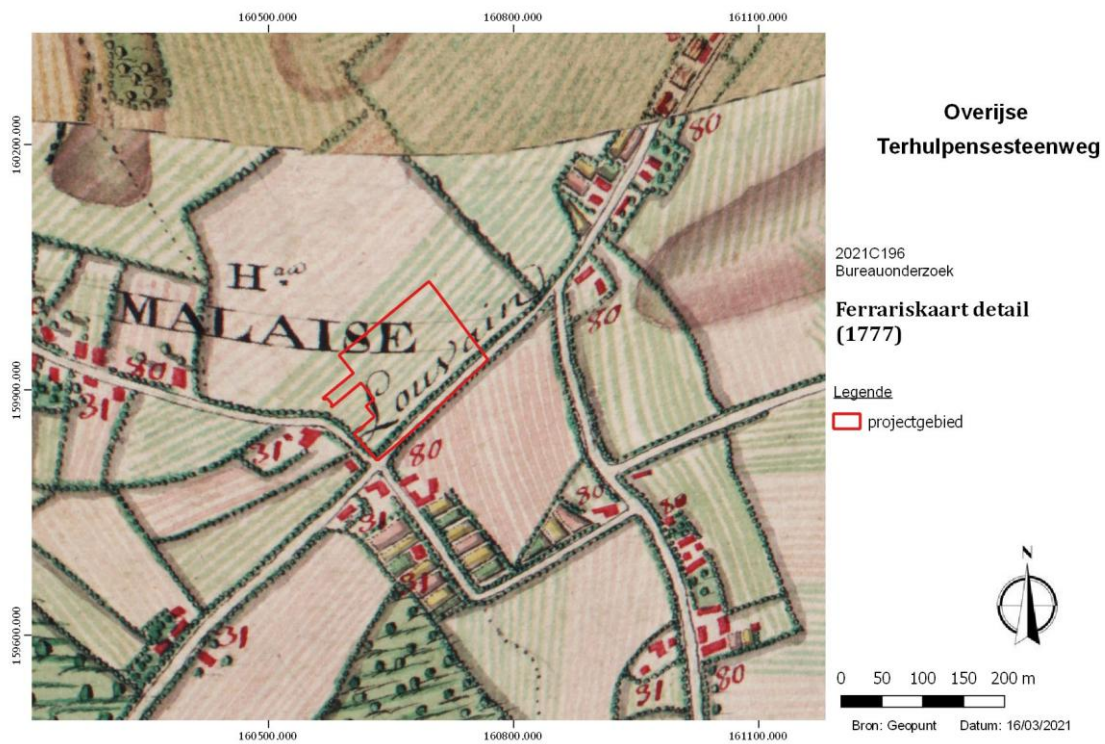 160500.000
160800.000
161100.000
160200.000
159900.000
159600.000
80
80
Haᵘ
MALAISE
Louvain
80
80
31
31
80
80
80
31
31
31
31
80
160500.000
160800.000
161100.000
Overijse
Terhulpensesteenweg
2021C196
Bureauonderzoek
Ferrariskaart detail
(1777)
Legende
projectgebied
N
0 50 100 150 200 m
Bron: Geopunt Datum: 16/03/2021